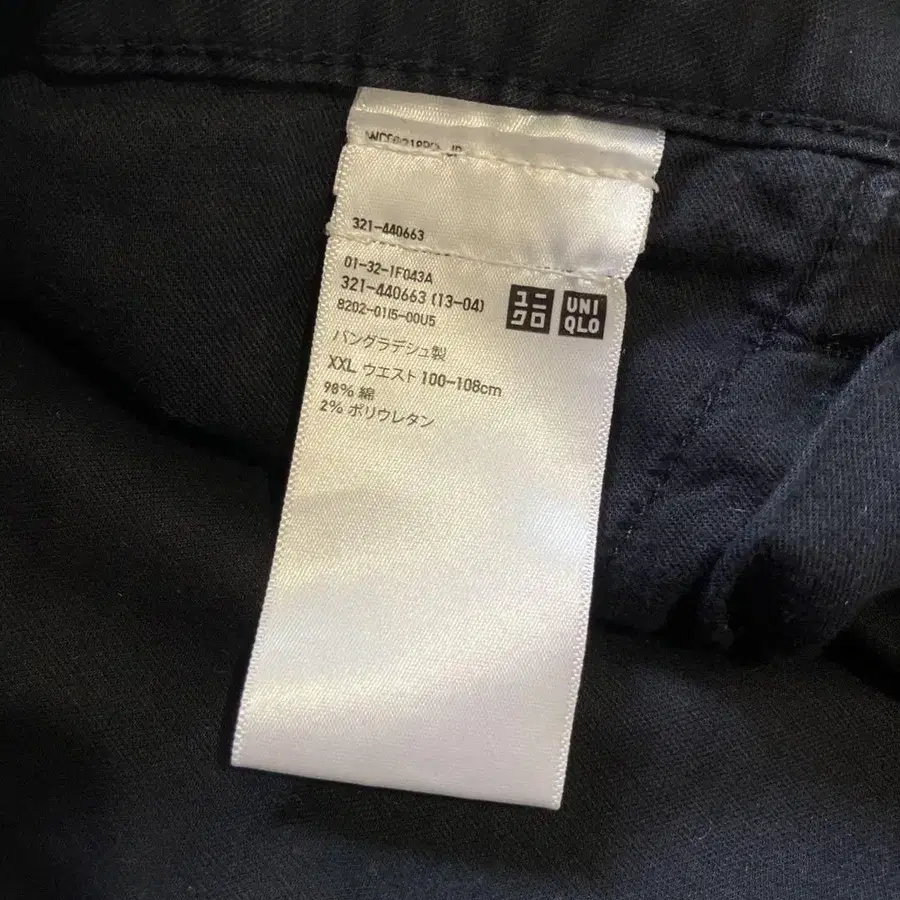 321-440663
01-32-1F043A
321-440663 (13-04)
8202-0115-00U5
バングラデシュ製
XXL ウエスト 100-108cm
98% 綿
2% ポリウレタン
ユニ
クロ
UNI
QLO